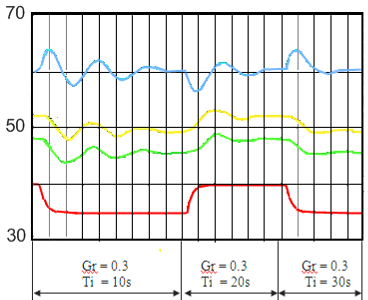 70
50
30
Gr = 0.3 Gr = 0.3 Gr = 0.3
Ti = 10s Ti = 20s Ti = 30s